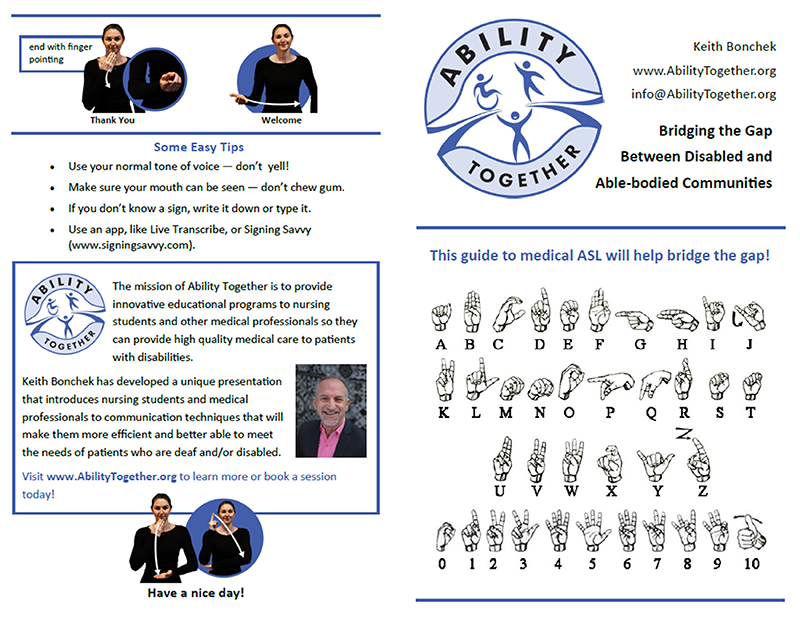 end with finger
pointing
Thank You
Welcome
Some Easy Tips
• Use your normal tone of voice — don’t  yell!
• Make sure your mouth can be seen — don’t chew gum.
• If you don’t know a sign, write it down or type it.
• Use an app, like Live Transcribe, or Signing Savvy
(www.signingsavvy.com).
ABILITY
TOGETHER
The mission of Ability Together is to provide
innovative educational programs to nursing
students and other medical professionals so they
can provide high quality medical care to patients
with disabilities.
Keith Bonchek has developed a unique presentation
that introduces nursing students and medical
professionals to communication techniques that will
make them more efficient and better able to meet
the needs of patients who are deaf and/or disabled.
Visit www.AbilityTogether.org to learn more or book a session
today!
Have a nice day!
ABILITY
TOGETHER
Keith Bonchek
www.AbilityTogether.org
info@AbilityTogether.org
Bridging the Gap
Between Disabled and
Able-bodied Communities
This guide to medical ASL will help bridge the gap!
A B C D E F G H I J
K L M N O P Q R S T
U V W X Y Z
0 1 2 3 4 5 6 7 8 9 10